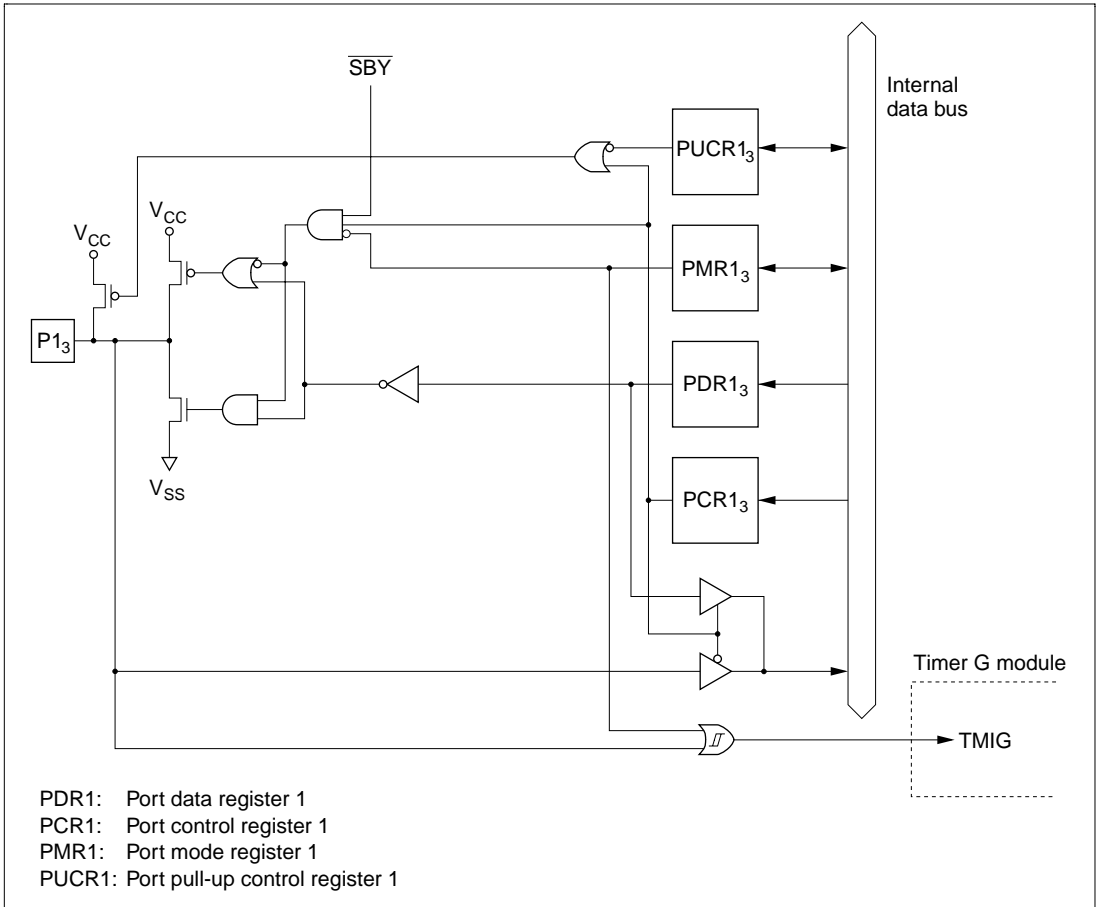 SBY
Internal
data bus
PUCR1₃
V_CC
V_CC
PMR1₃
P1₃
PDR1₃
V_SS
PCR1₃
Timer G module
TMIG
PDR1: Port data register 1
PCR1: Port control register 1
PMR1: Port mode register 1
PUCR1: Port pull-up control register 1